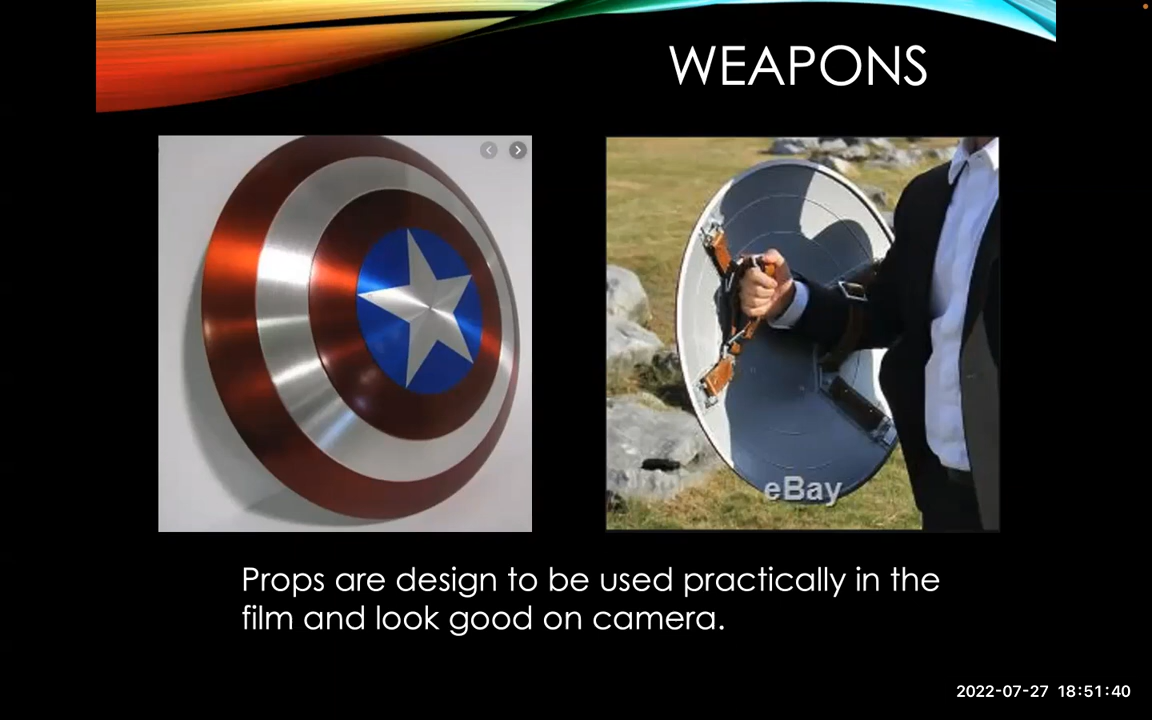 WEAPONS
eBay
Props are design to be used practically in the
film and look good on camera.
2022-07-27 18:51:40